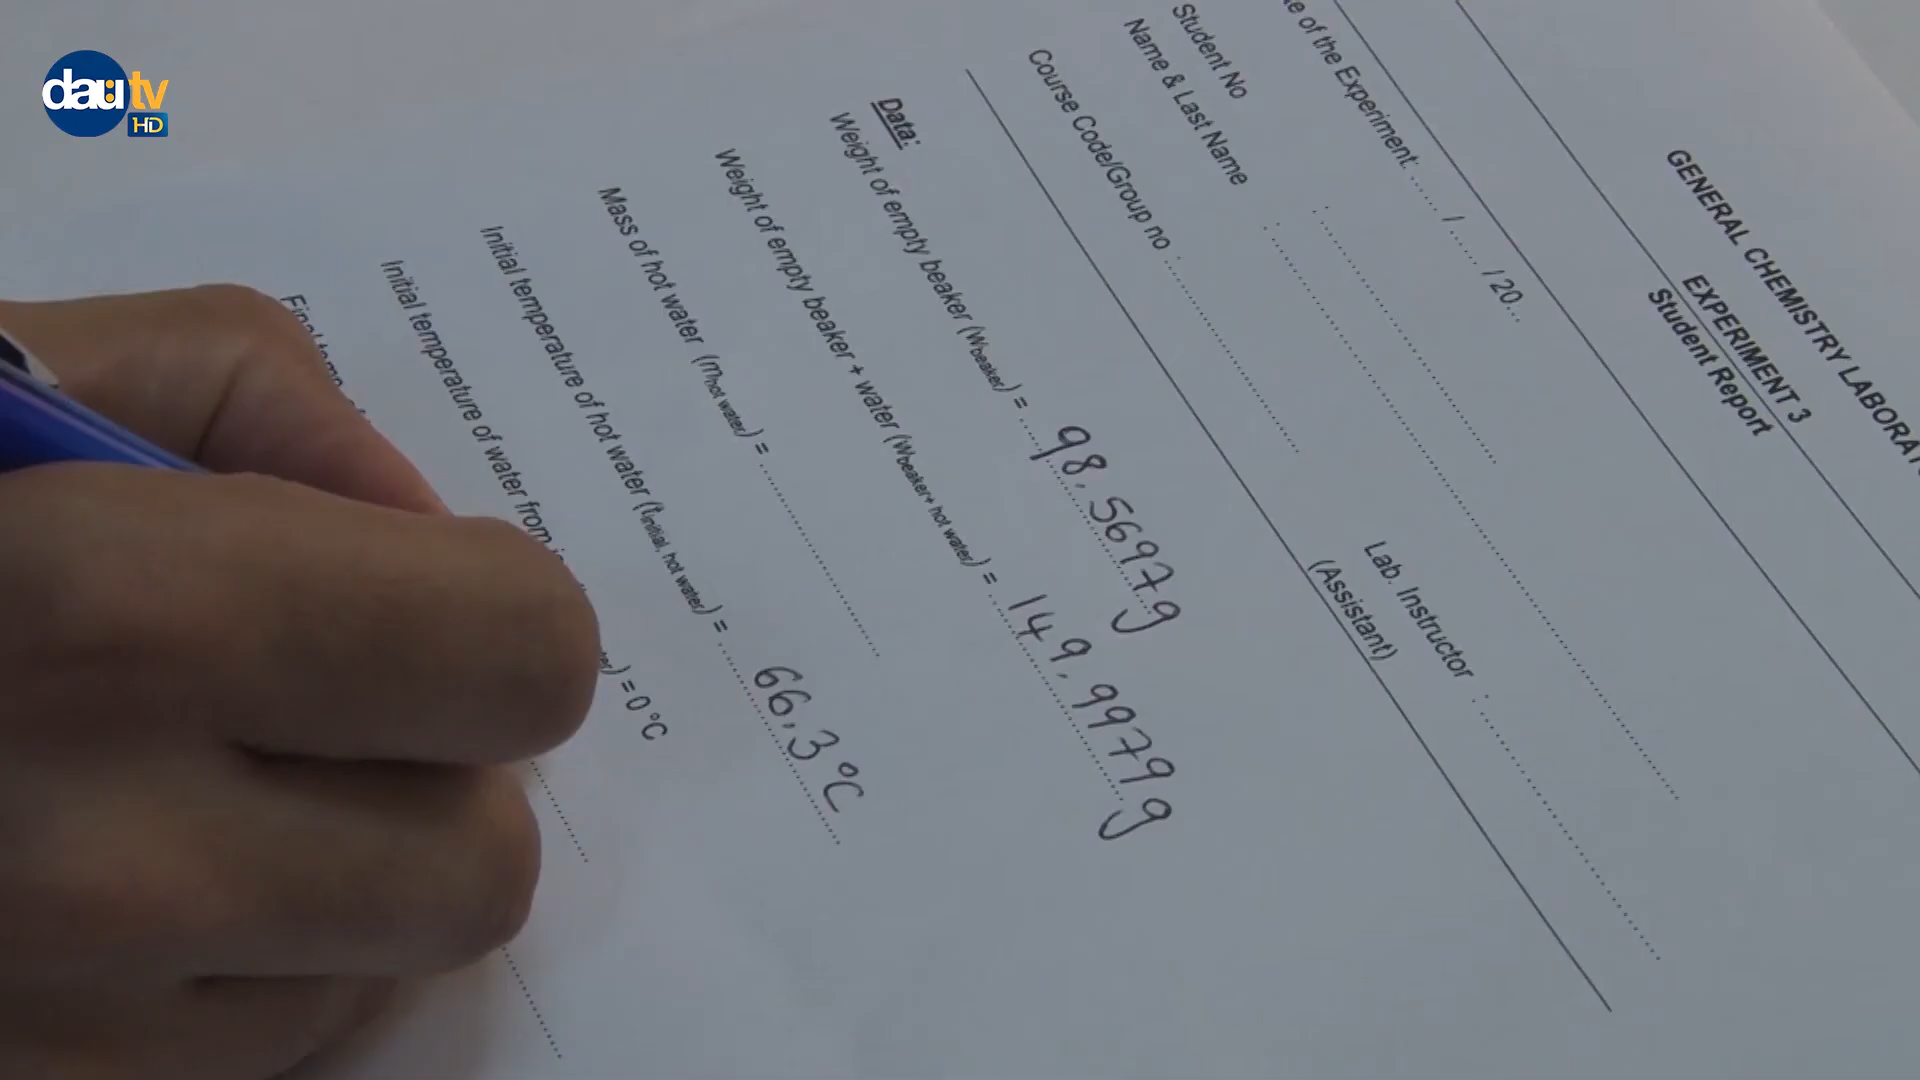 dautv
HD
GENERAL CHEMISTRY LABORAT
EXPERIMENT 3
Student Report
e of the Experiment: ...... / ...... / 20..
Student No :
Name & Last Name :
Course Code/Group no :
Lab. Instructor :
(Assistant)
Data:
Weight of empty beaker (wbeaker) = 98.5697g
Weight of empty beaker + water (wbeaker+ hot water) = 149.9979g
Mass of hot water (mhot water) =
Initial temperature of hot water (tinitial, hot water) = 66.3 °C
Initial temperature of water from ) = 0 °C
Final